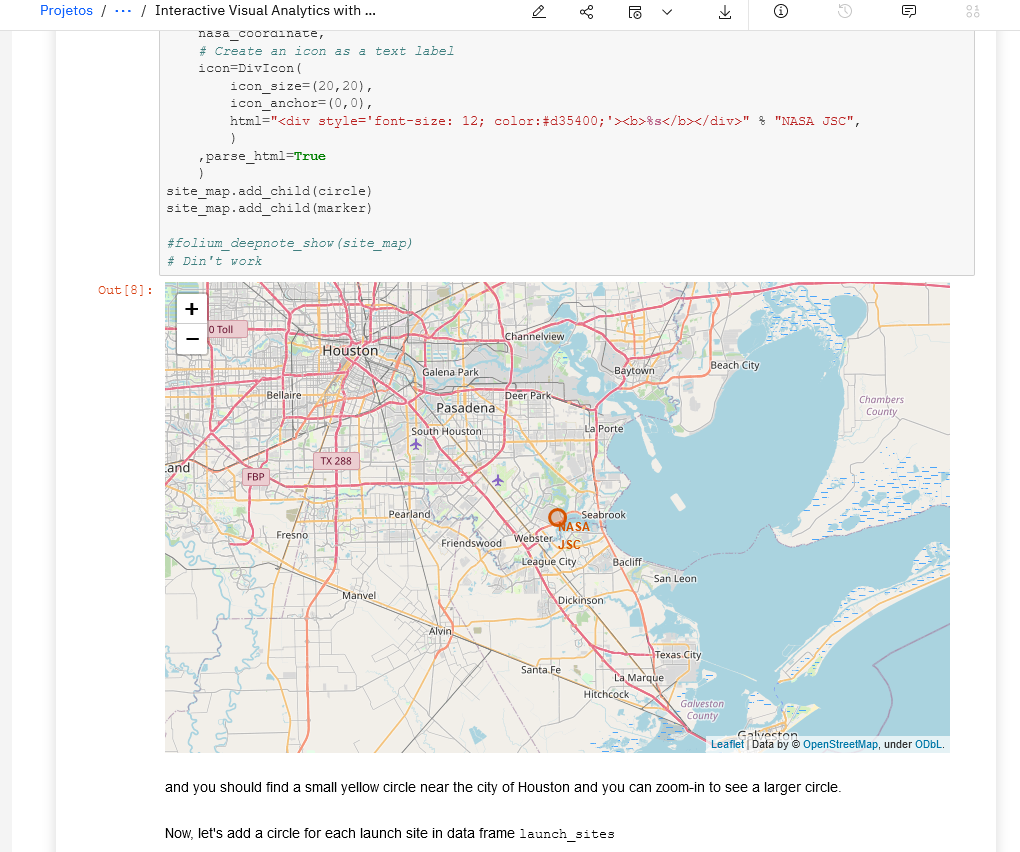 Projetos / ··· / Interactive Visual Analytics with ...
nasa_coordinate,
# Create an icon as a text label
icon=DivIcon(
icon_size=(20,20),
icon_anchor=(0,0),
html="<div style='font-size: 12; color:#d35400;'><b>%s</b></div>" % "NASA JSC",
)
,parse_html=True
)
site_map.add_child(circle)
site_map.add_child(marker)
#folium_deepnote_show(site_map)
# Din't work
Out[8]:
+
0 Toll
−
Channelview
Houston
Galena Park
Baytown
Beach City
Bellaire
Deer Park
Chambers
County
Pasadena
South Houston
La Porte
TX 288
Land
FBP
Pearland
Seabrook
NASA
JSC
Fresno
Webster
Friendswood
League City
Bacliff
San Leon
Manvel
Dickinson
Alvin
Texas City
Santa Fe
La Marque
Hitchcock
Galveston
County
Galveston
Leaflet | Data by © OpenStreetMap, under ODbL.
and you should find a small yellow circle near the city of Houston and you can zoom-in to see a larger circle.
Now, let's add a circle for each launch site in data frame launch_sites